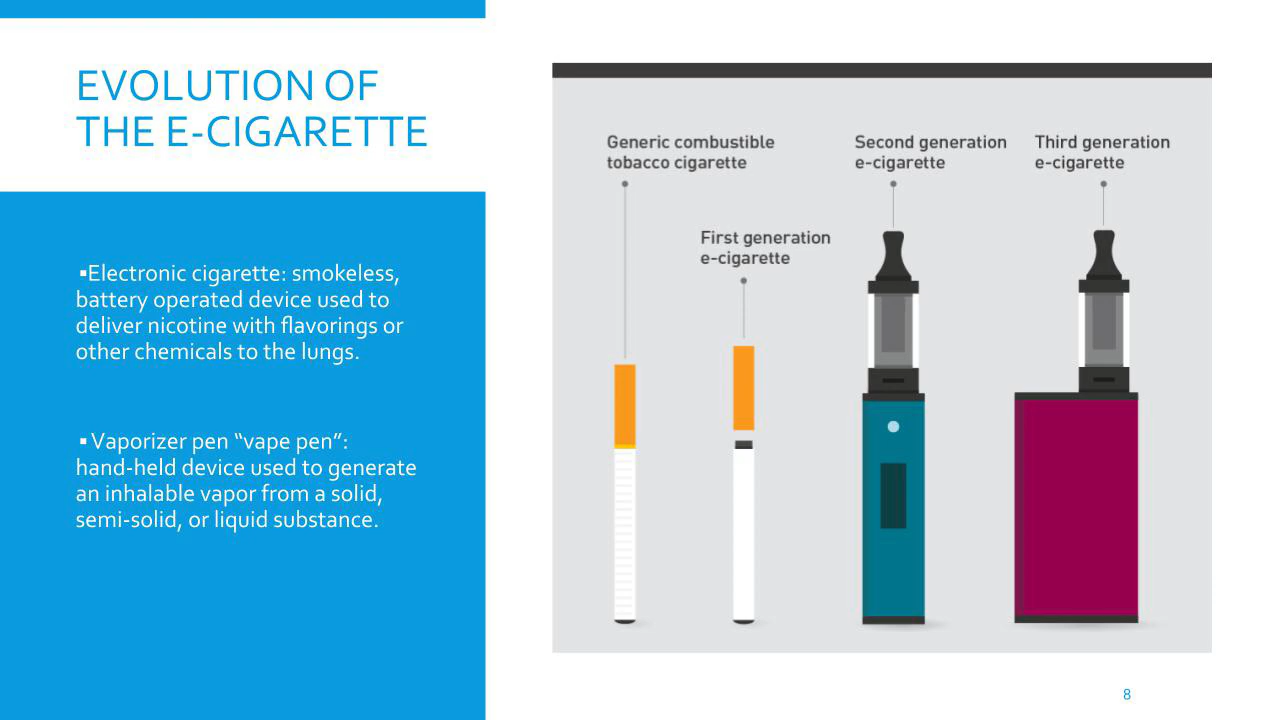 EVOLUTION OF
THE E-CIGARETTE
▪Electronic cigarette: smokeless,
battery operated device used to
deliver nicotine with flavorings or
other chemicals to the lungs.
▪ Vaporizer pen “vape pen”:
hand-held device used to generate
an inhalable vapor from a solid,
semi-solid, or liquid substance.
Generic combustible
tobacco cigarette
First generation
e-cigarette
Second generation
e-cigarette
Third generation
e-cigarette
8